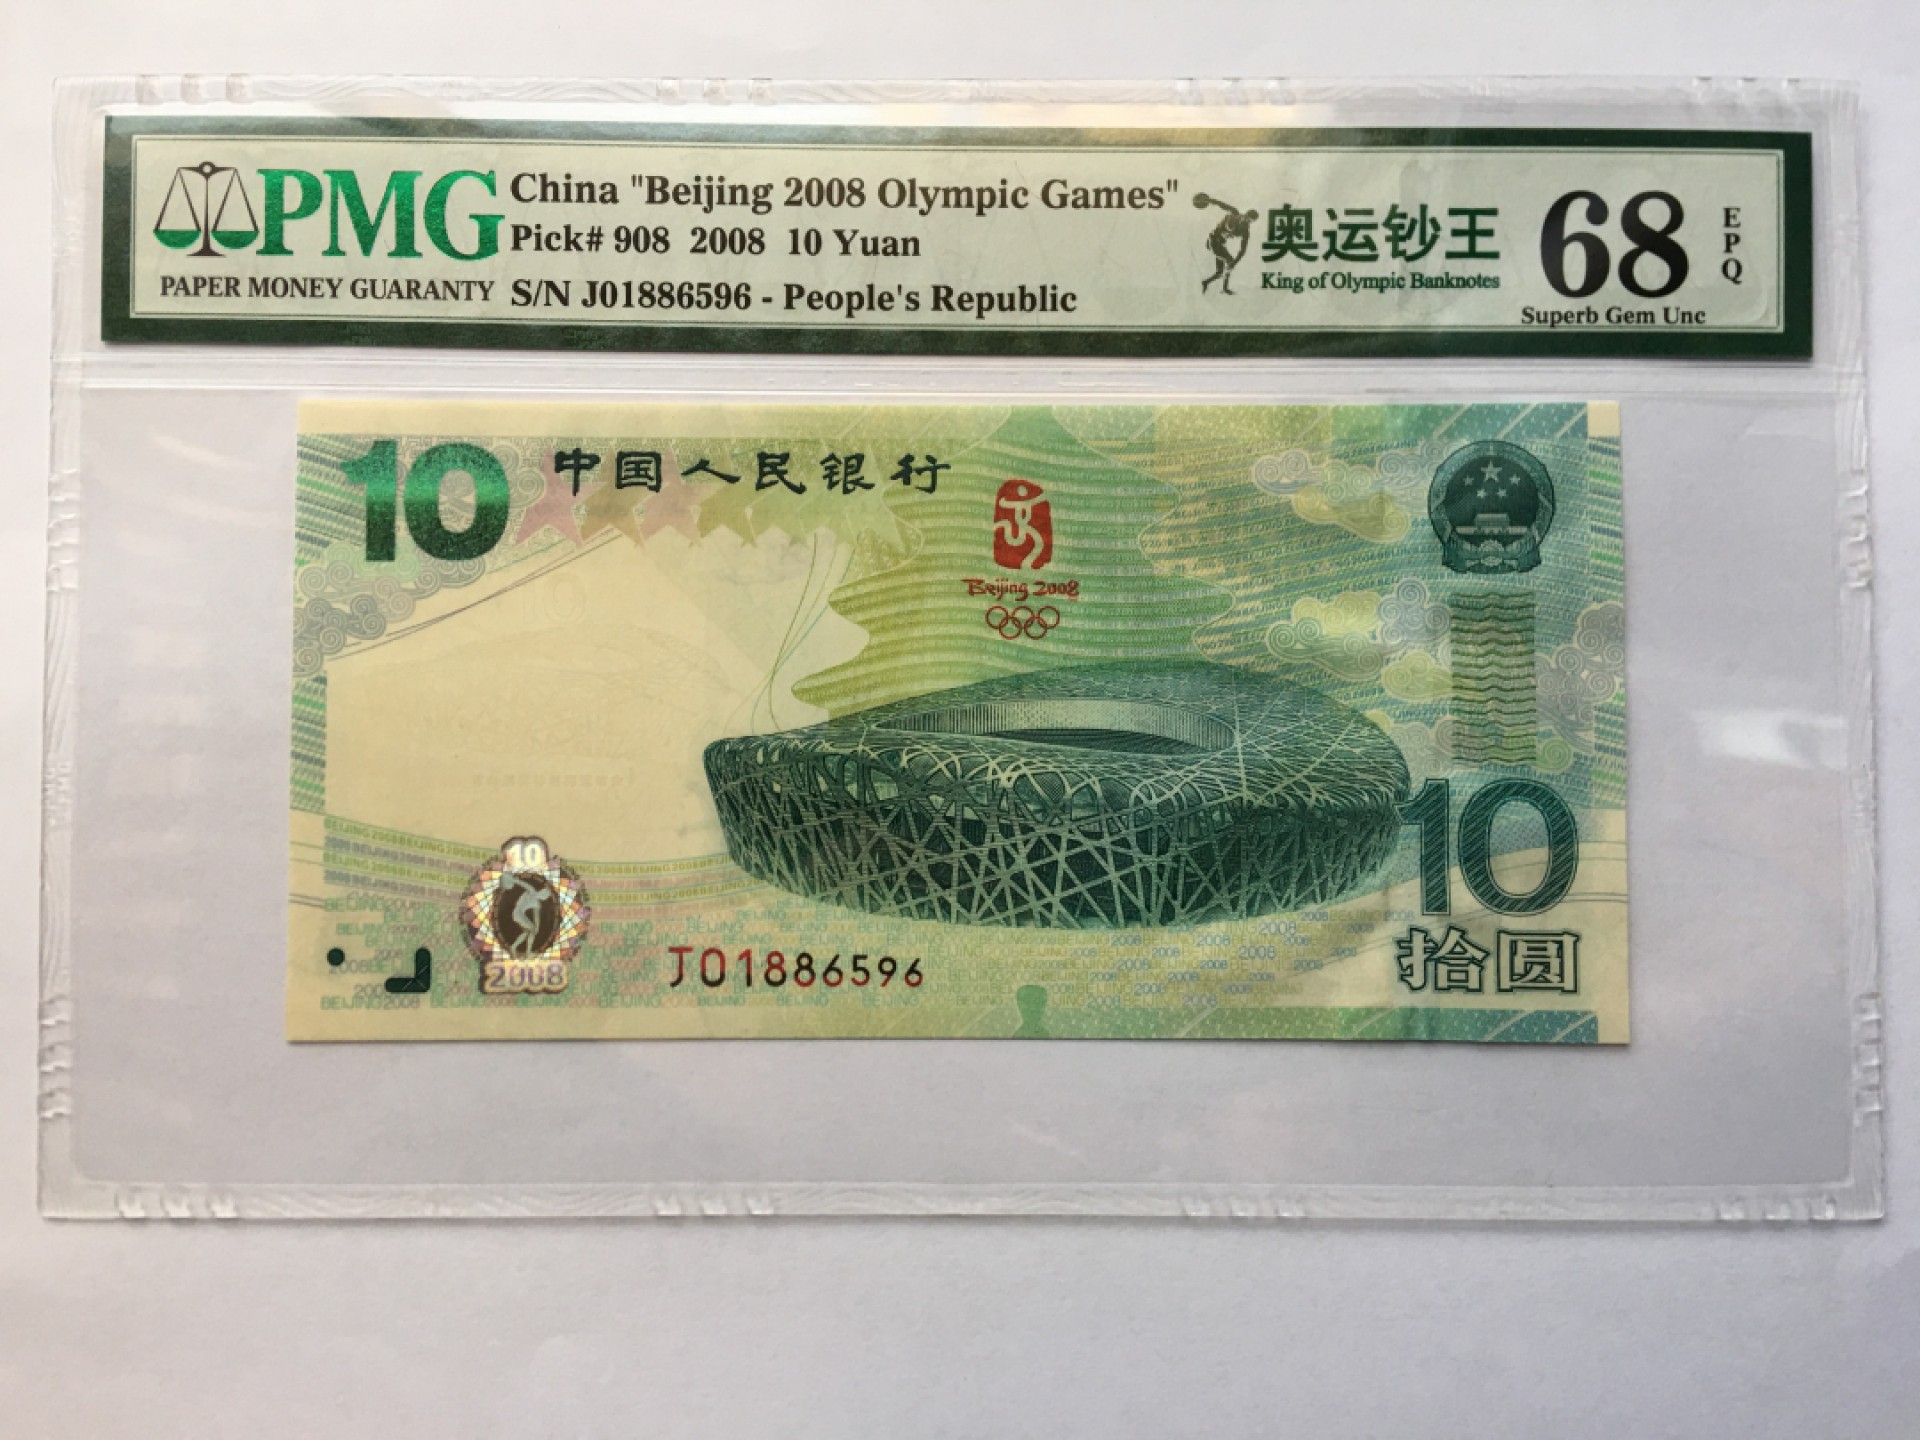 PMG
PAPER MONEY GUARANTY
China "Beijing 2008 Olympic Games"
Pick# 908 2008 10 Yuan
S/N J01886596 - People's Republic
奥运钞王
King of Olympic Banknotes
68
EPQ
Superb Gem Unc
10
中国人民银行
Beijing 2008
10
2008
J01886596
10
拾圆
BEIJING2008BEIJING2008BEIJING2008